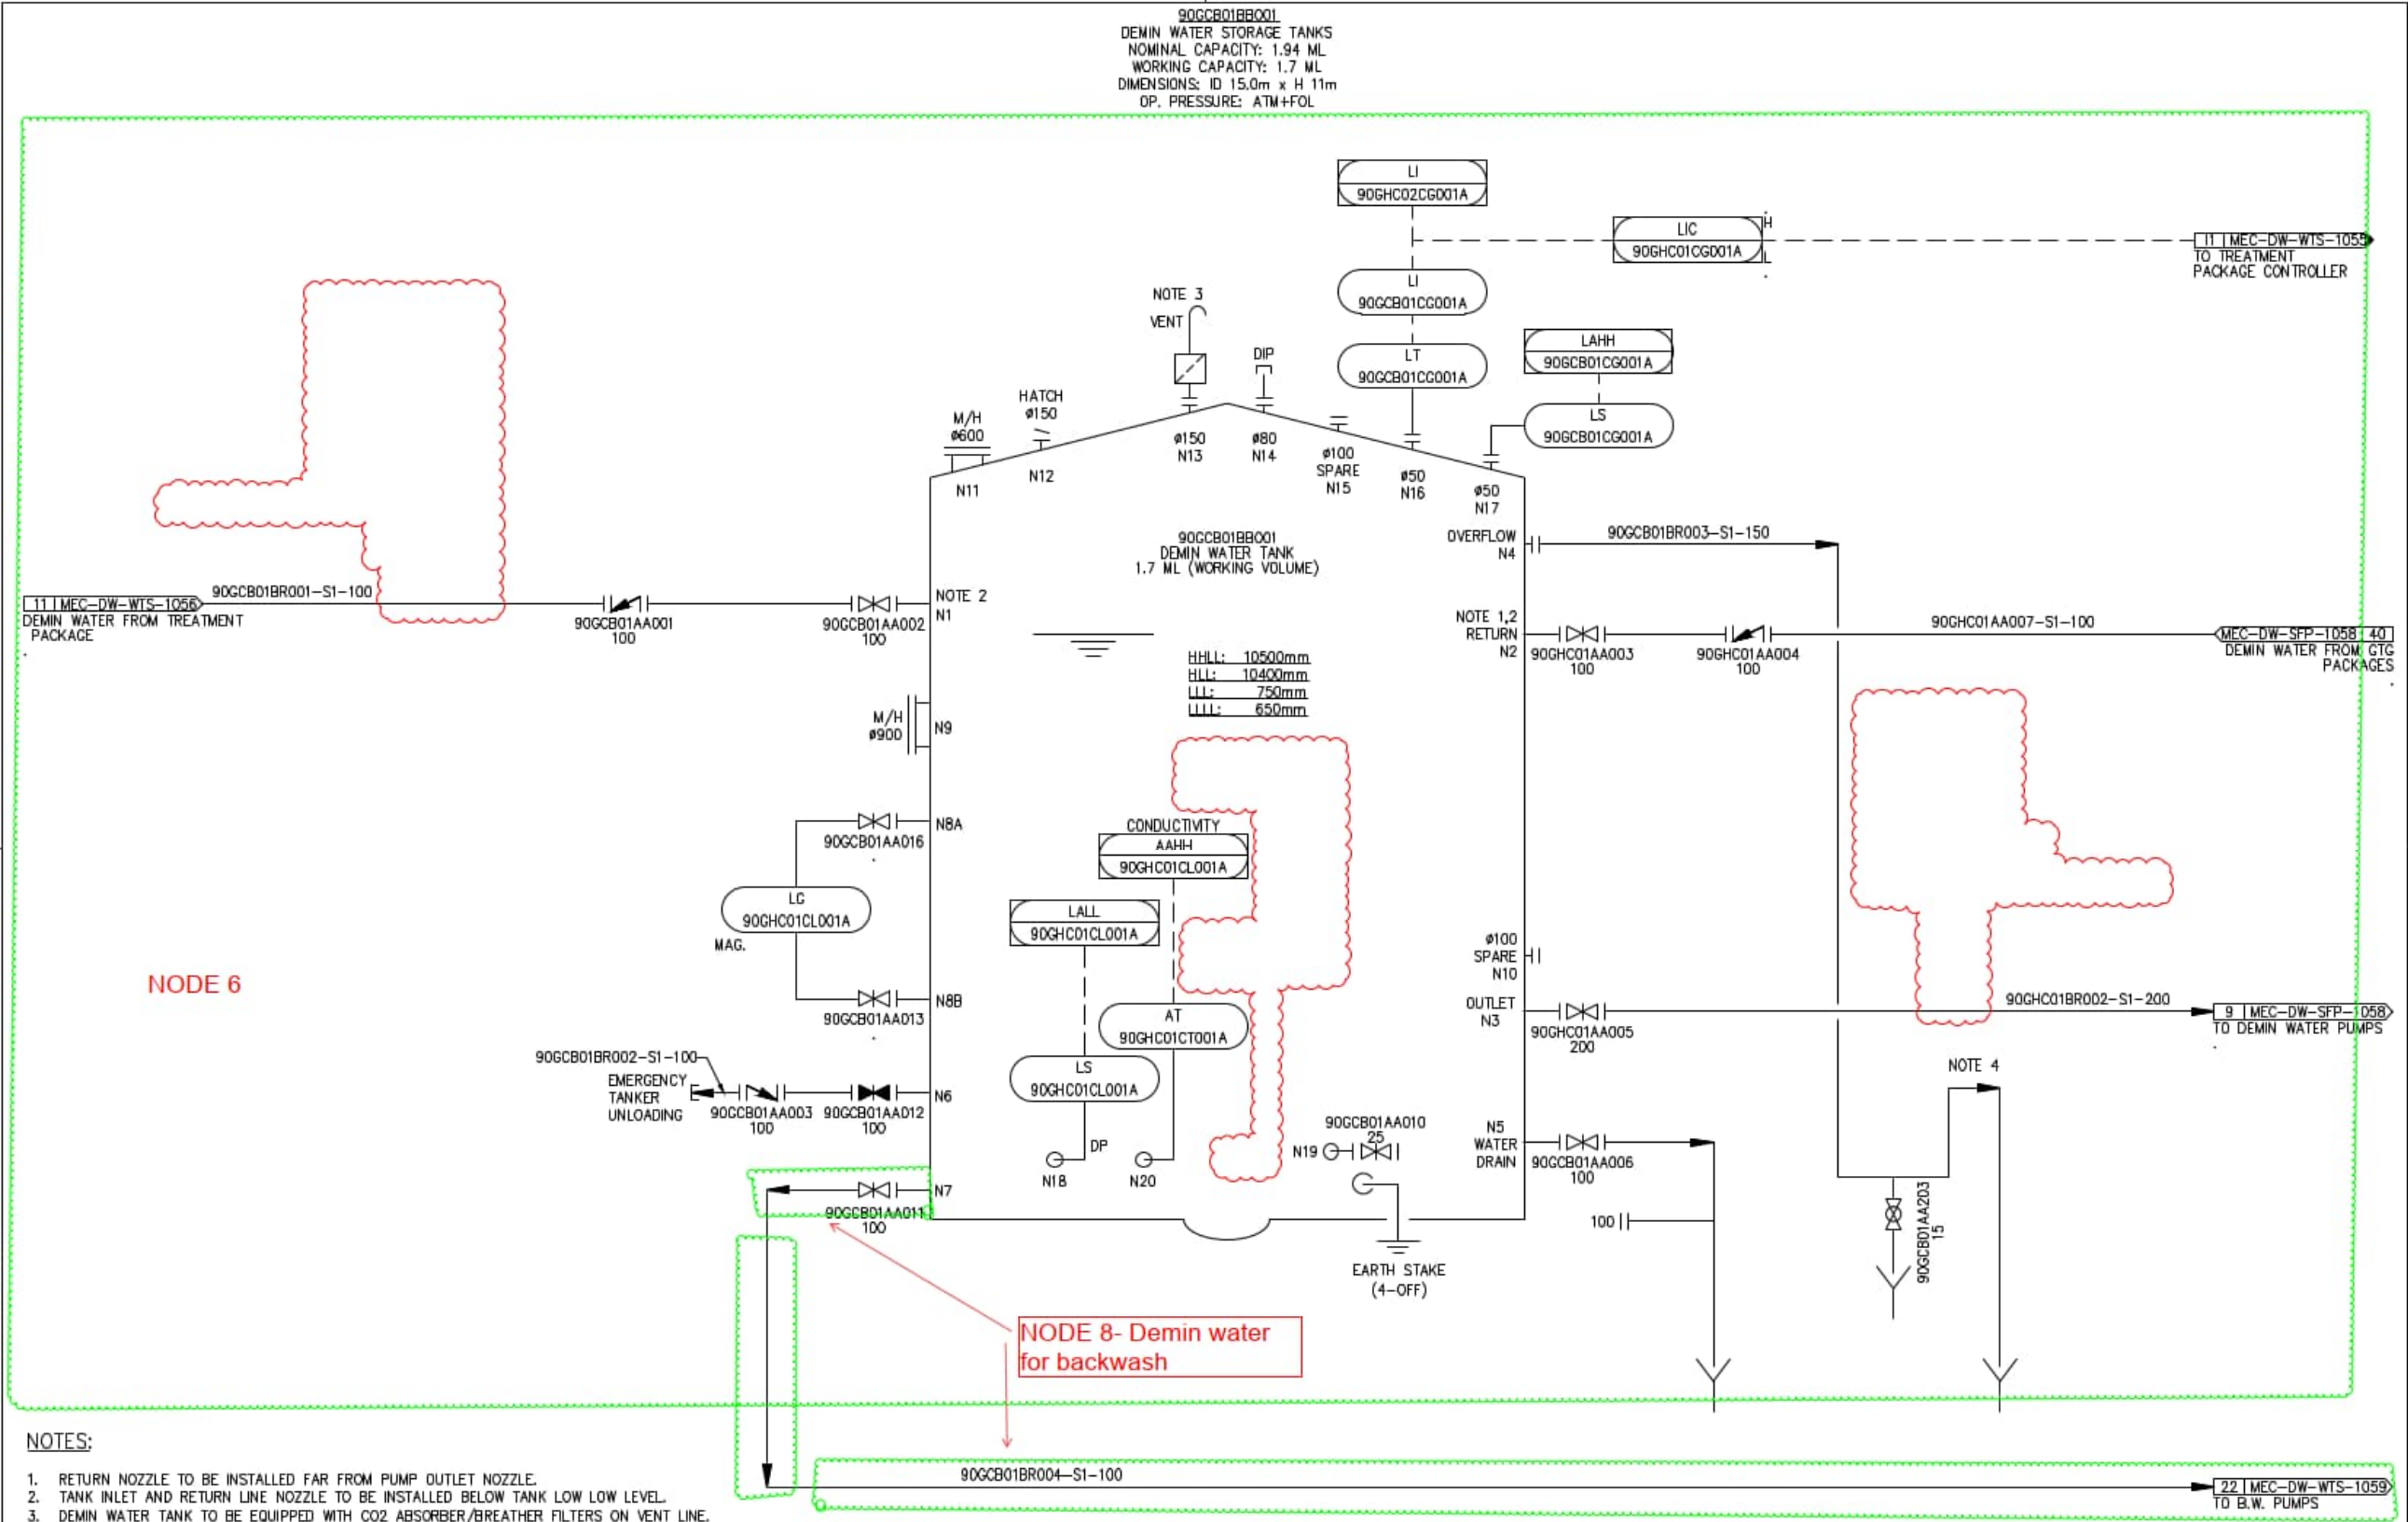 90GCB01BB001
DEMIN WATER STORAGE TANKS
NOMINAL CAPACITY: 1.94 ML
WORKING CAPACITY: 1.7 ML
DIMENSIONS: ID 15.0m x H 11m
OP. PRESSURE: ATM+FOL
LI
90GHC02CG001A
LIC
90GHC01CG001A
H
L
11 | MEC-DW-WTS-1055
TO TREATMENT
PACKAGE CONTROLLER
LI
90GCB01CG001A
LT
90GCB01CG001A
LAHH
90GCB01CG001A
LS
90GCB01CG001A
NOTE 3
VENT
DIP
HATCH
ø150
M/H
ø600
N11
N12
ø150
N13
ø80
N14
ø100
SPARE
N15
ø50
N16
ø50
N17
90GCB01BB001
DEMIN WATER TANK
1.7 ML (WORKING VOLUME)
OVERFLOW
N4
90GCB01BR003-S1-150
11 | MEC-DW-WTS-1056
DEMIN WATER FROM TREATMENT
PACKAGE
90GCB01BR001-S1-100
90GCB01AA001
100
90GCB01AA002
100
NOTE 2
N1
NOTE 1,2
RETURN
N2
90GHC01AA003
100
90GHC01AA004
100
90GHC01AA007-S1-100
MEC-DW-SFP-1058 | 40
DEMIN WATER FROM GTG
PACKAGES
HHLL: 10500mm
HLL: 10400mm
LLL: 750mm
LLLL: 650mm
M/H
ø900
N9
N8A
90GCB01AA016
LG
90GHC01CL001A
MAG.
N8B
90GCB01AA013
CONDUCTIVITY
AAHH
90GHC01CL001A
LALL
90GHC01CL001A
AT
90GHC01CT001A
LS
90GHC01CL001A
DP
N18
N20
NODE 6
ø100
SPARE
N10
OUTLET
N3
90GHC01AA005
200
90GHC01BR002-S1-200
9 | MEC-DW-SFP-1058
TO DEMIN WATER PUMPS
90GCB01BR002-S1-100
EMERGENCY
TANKER
UNLOADING
90GCB01AA003
100
90GCB01AA012
100
N6
NOTE 4
90GCB01AA010
25
N19
N5
WATER
DRAIN
90GCB01AA006
100
N7
90GCB01AA011
100
100
90GCB01AA203
15
EARTH STAKE
(4-OFF)
NODE 8- Demin water
for backwash
NOTES:
1. RETURN NOZZLE TO BE INSTALLED FAR FROM PUMP OUTLET NOZZLE.
2. TANK INLET AND RETURN LINE NOZZLE TO BE INSTALLED BELOW TANK LOW LOW LEVEL.
3. DEMIN WATER TANK TO BE EQUIPPED WITH CO2 ABSORBER/BREATHER FILTERS ON VENT LINE.
90GCB01BR004-S1-100
22 | MEC-DW-WTS-1059
TO B.W. PUMPS